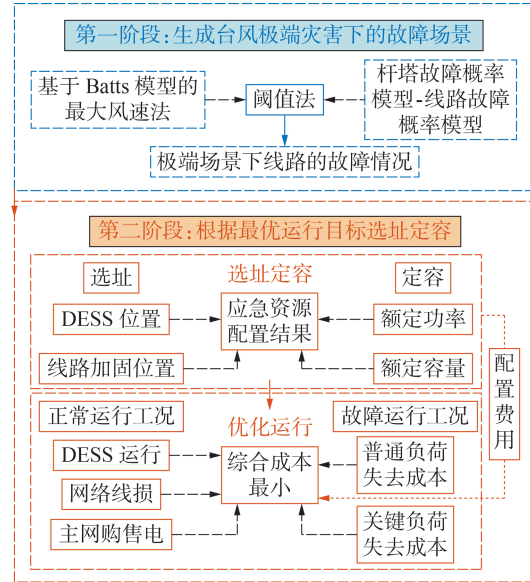 第一阶段:生成台风极端灾害下的故障场景
基于 Batts 模型的
最大风速法
阈值法
杆塔故障概率
模型-线路故障
概率模型
极端场景下线路的故障情况
第二阶段:根据最优运行目标选址定容
选址
选址定容
定容
DESS 位置
应急资源
配置结果
额定功率
线路加固位置
额定容量
配置费用
正常运行工况
优化运行
故障运行工况
DESS 运行
综合成本
最小
普通负荷
失去成本
网络线损
主网购售电
关键负荷
失去成本